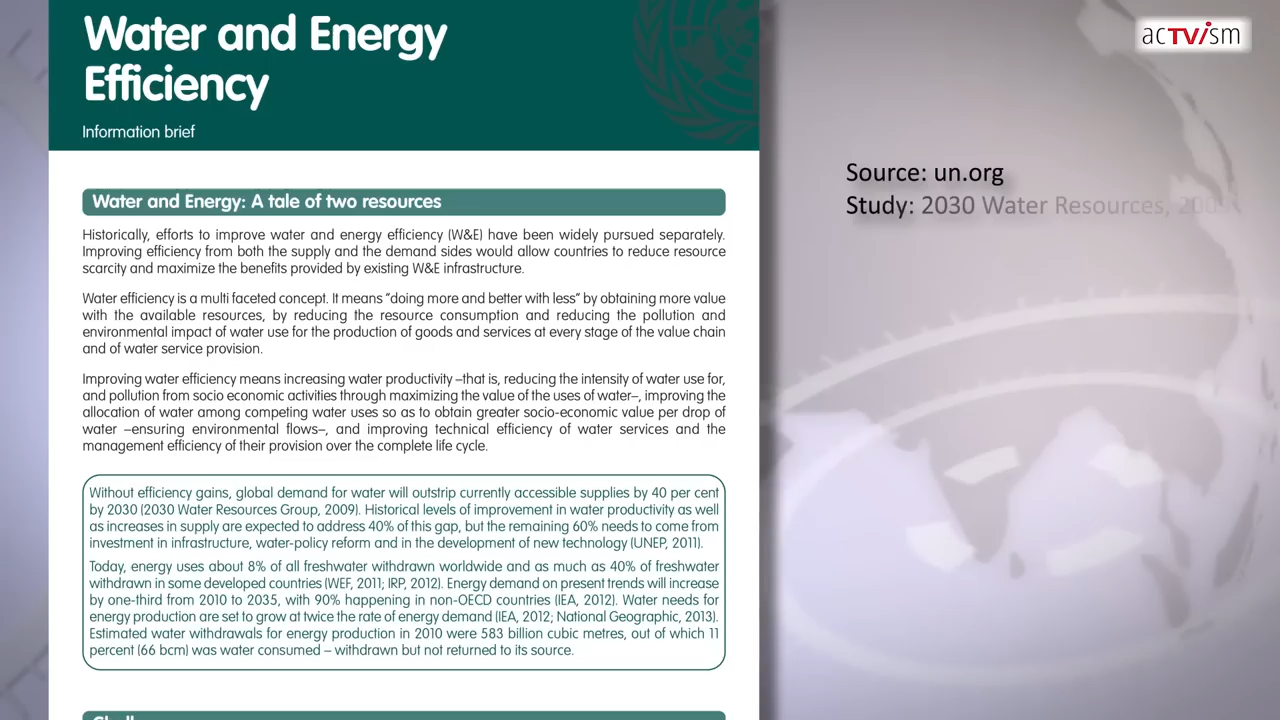 Water and Energy
Efficiency
Information brief
Water and Energy: A tale of two resources
Historically, efforts to improve water and energy efficiency (W&E) have been widely pursued separately.
Improving efficiency from both the supply and the demand sides would allow countries to reduce resource
scarcity and maximize the benefits provided by existing W&E infrastructure.
Water efficiency is a multi faceted concept. It means “doing more and better with less” by obtaining more value
with the available resources, by reducing the resource consumption and reducing the pollution and
environmental impact of water use for the production of goods and services at every stage of the value chain
and of water service provision.
Improving water efficiency means increasing water productivity –that is, reducing the intensity of water use for,
and pollution from socio economic activities through maximizing the value of the uses of water–, improving the
allocation of water among competing water uses so as to obtain greater socio-economic value per drop of
water –ensuring environmental flows–, and improving technical efficiency of water services and the
management efficiency of their provision over the complete life cycle.
Without efficiency gains, global demand for water will outstrip currently accessible supplies by 40 per cent
by 2030 (2030 Water Resources Group, 2009). Historical levels of improvement in water productivity as well
as increases in supply are expected to address 40% of this gap, but the remaining 60% needs to come from
investment in infrastructure, water-policy reform and in the development of new technology (UNEP, 2011).
Today, energy uses about 8% of all freshwater withdrawn worldwide and as much as 40% of freshwater
withdrawn in some developed countries (WEF, 2011; IRP, 2012). Energy demand on present trends will increase
by one-third from 2010 to 2035, with 90% happening in non-OECD countries (IEA, 2012). Water needs for
energy production are set to grow at twice the rate of energy demand (IEA, 2012; National Geographic, 2013).
Estimated water withdrawals for energy production in 2010 were 583 billion cubic metres, out of which 11
percent (66 bcm) was water consumed – withdrawn but not returned to its source.
acTViSm
Source: un.org
Study: 2030 Water Resources,